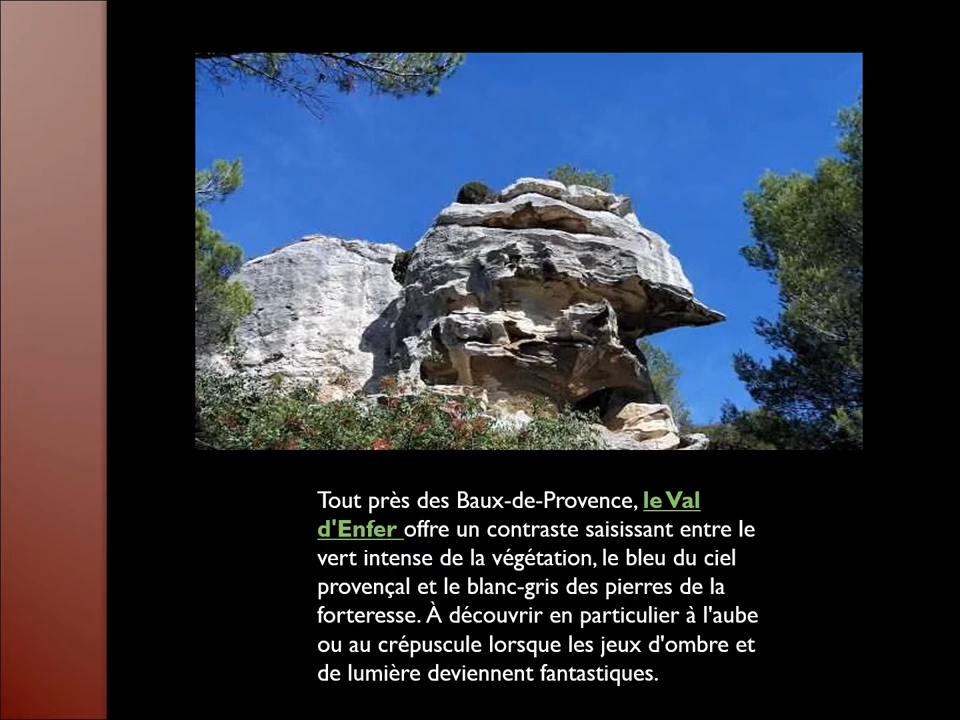 Tout près des Baux-de-Provence, le Val
d'Enfer offre un contraste saisissant entre le
vert intense de la végétation, le bleu du ciel
provençal et le blanc-gris des pierres de la
forteresse. À découvrir en particulier à l'aube
ou au crépuscule lorsque les jeux d'ombre et
de lumière deviennent fantastiques.